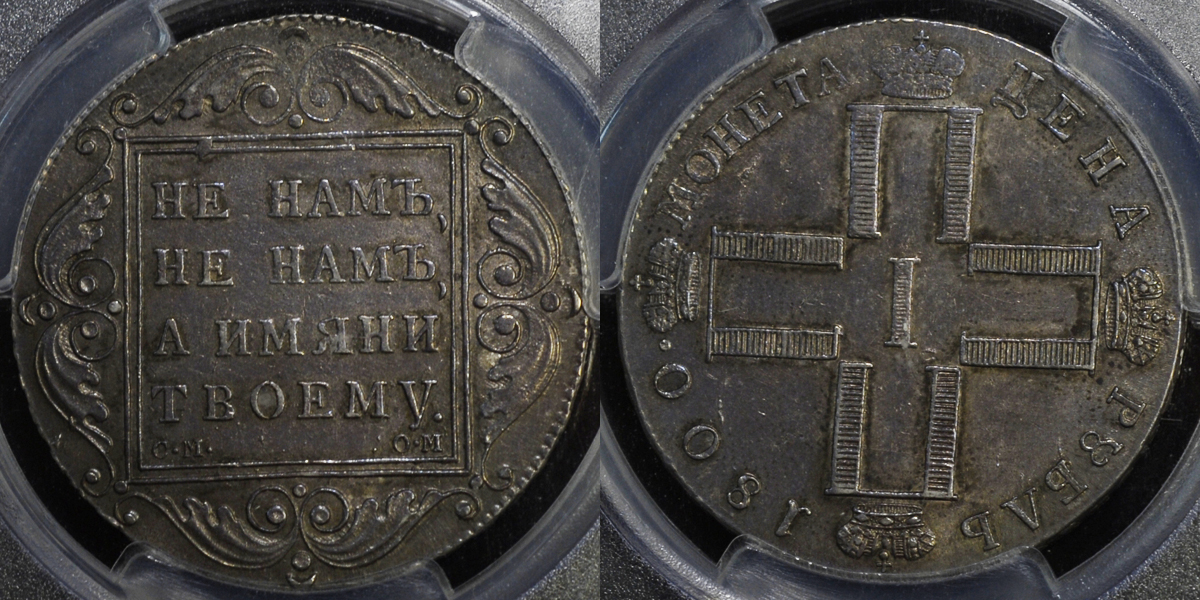 НЕ НАМЪ,
НЕ НАМЪ,
А ИМЯНИ
ТВОЕМУ.
О·М· О·М
МОНЕТА ЦЕНА РУБЛЬ 1800·
I